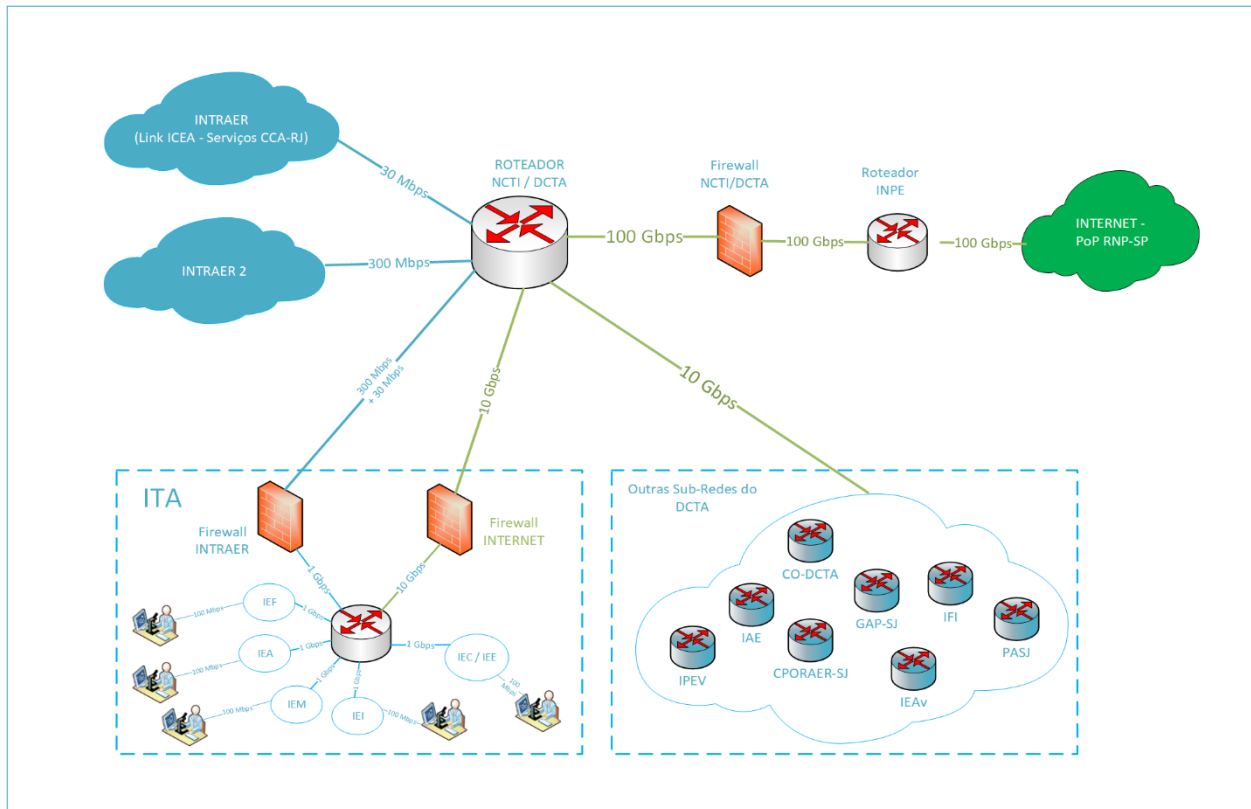 INTRAER
(Link ICEA - Serviços CCA-RJ)
30 Mbps
INTRAER 2
300 Mbps
ROTEADOR
NCTI / DCTA
100 Gbps
Firewall
NCTI/DCTA
100 Gbps
Roteador
INPE
100 Gbps
INTERNET -
PoP RNP-SP
300 Mbps
+ 30 Mbps
10 Gbps
10 Gbps
ITA
Firewall
INTRAER
Firewall
INTERNET
1 Gbps
10 Gbps
100 Mbps
IEF
1 Gbps
100 Mbps
IEA
1 Gbps
100 Mbps
IEM
1 Gbps
IEI
1 Gbps
100 Mbps
1 Gbps
IEC / IEE
100
Mbps
Outras Sub-Redes do
DCTA
CO-DCTA
IAE
GAP-SJ
IFI
IPEV
CPORAER-SJ
IEAv
PASJ